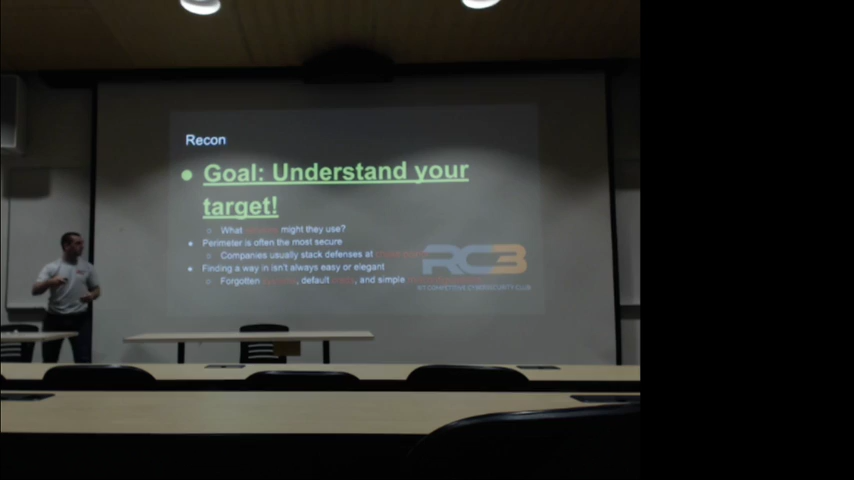 Recon
● Goal: Understand your
target!
○ What might they use?
● Perimeter is often the most secure
○ Companies usually stack defenses at
● Finding a way in isn't always easy or elegant
○ Forgotten , default , and simple
RC3
RIT COMPETITIVE CYBERSECURITY CLUB